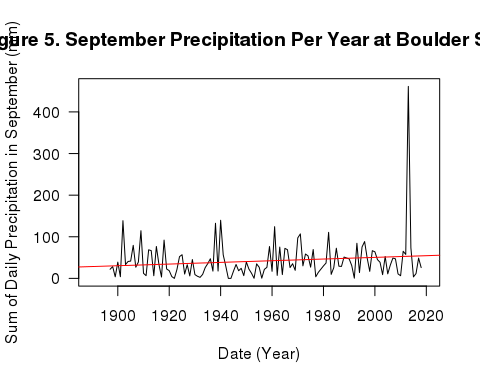 gure 5. September Precipitation Per Year at Boulder S
Sum of Daily Precipitation in September (mm)
400
300
200
100
0
1900 1920 1940 1960 1980 2000 2020
Date (Year)